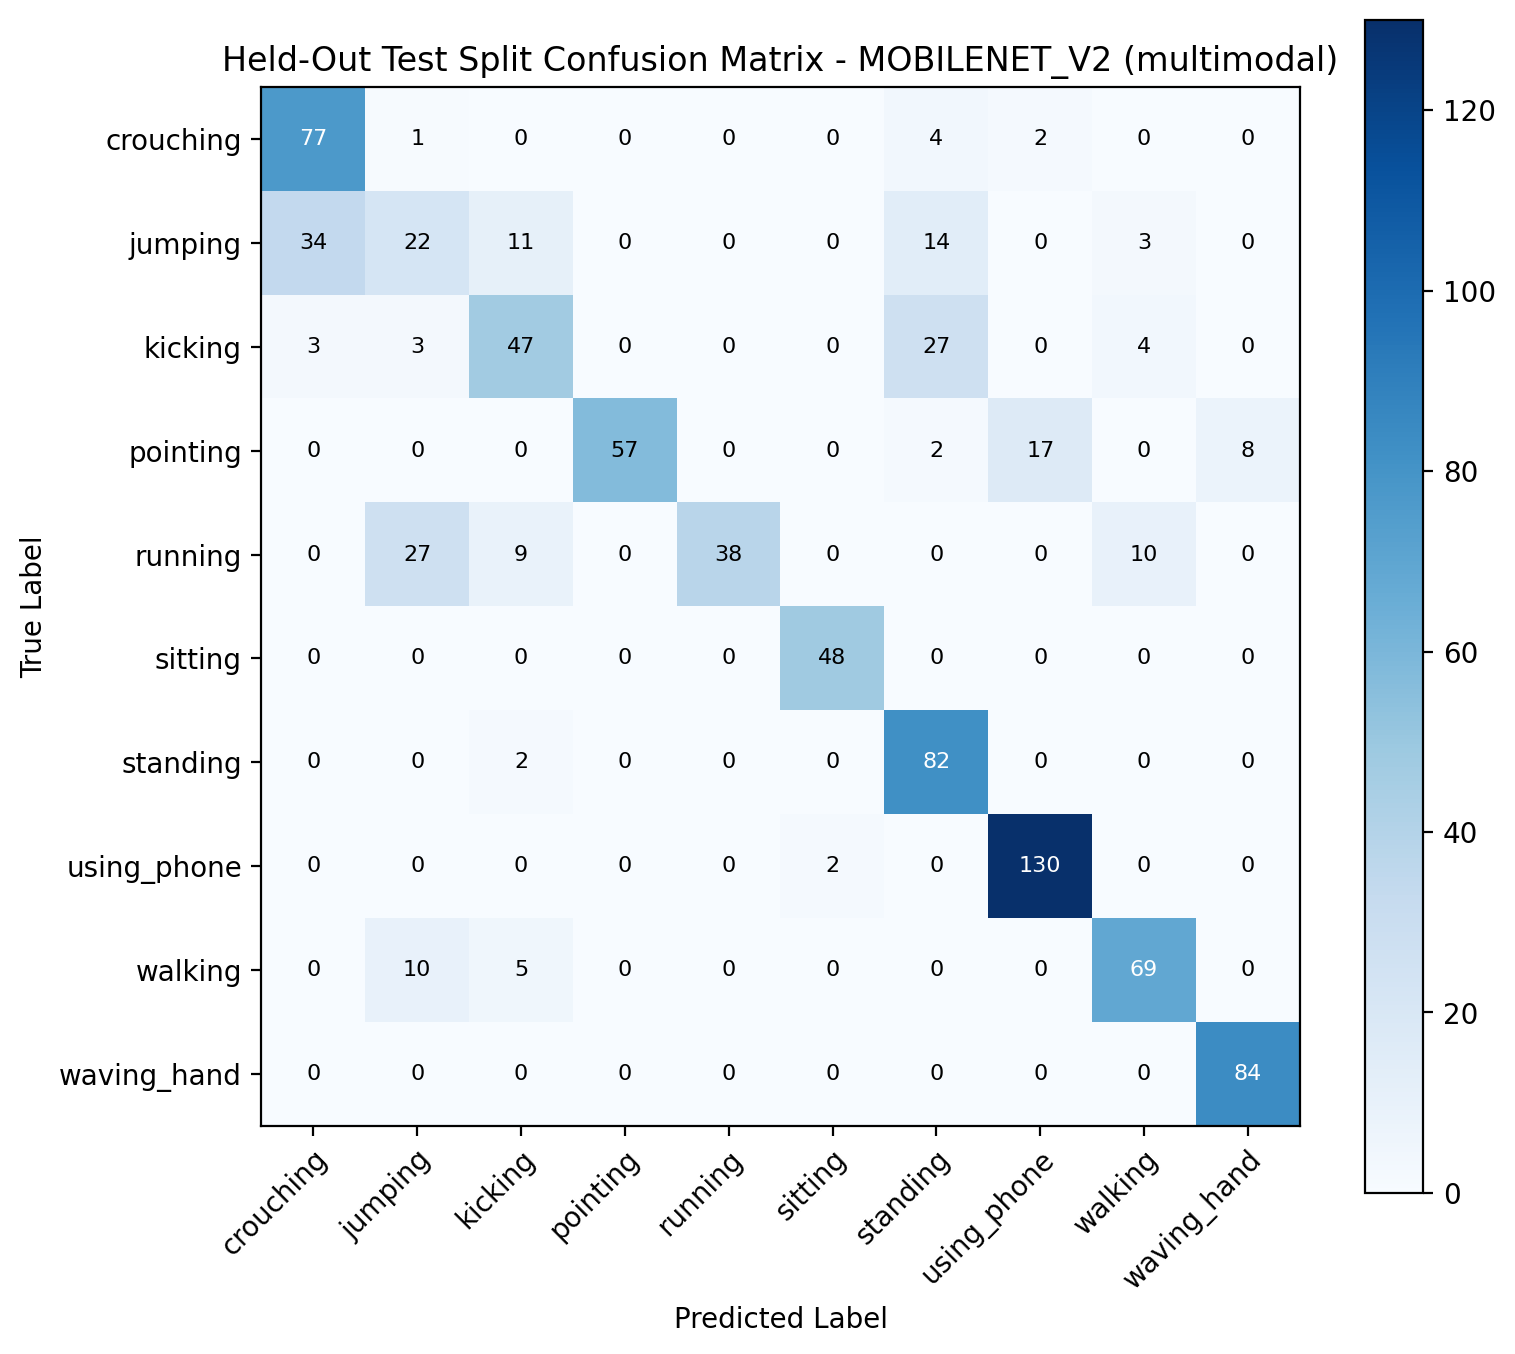 Held-Out Test Split Confusion Matrix - MOBILENET_V2 (multimodal)
120
100
80
60
40
20
0
True Label
crouching 77 1 0 0 0 0 4 2 0 0
jumping 34 22 11 0 0 0 14 0 3 0
kicking 3 3 47 0 0 0 27 0 4 0
pointing 0 0 0 57 0 0 2 17 0 8
running 0 27 9 0 38 0 0 0 10 0
sitting 0 0 0 0 0 48 0 0 0 0
standing 0 0 2 0 0 0 82 0 0 0
using_phone 0 0 0 0 0 2 0 130 0 0
walking 0 10 5 0 0 0 0 0 69 0
waving_hand 0 0 0 0 0 0 0 0 0 84
crouching jumping kicking pointing running sitting standing using_phone walking waving_hand
Predicted Label